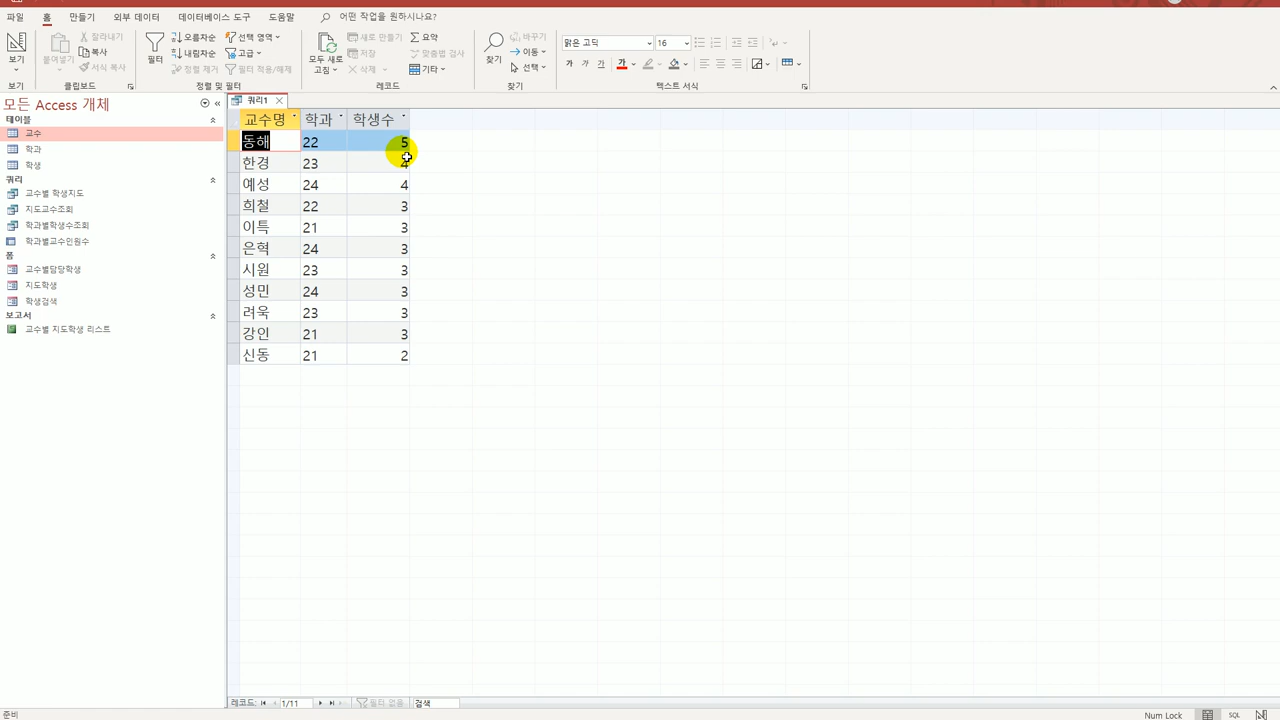 파일 홈 만들기 외부 데이터 데이터베이스 도구 도움말 어떤 작업을 원하시나요?
보기
보기
붙여넣기
잘라내기
복사
서식 복사
클립보드
필터
오름차순
내림차순
정렬 제거
선택 영역
고급
필터 적용/해제
정렬 및 필터
모두 새로 고침
새로 만들기
저장
삭제
요약
맞춤법 검사
기타
레코드
찾기
바꾸기
이동
선택
찾기
맑은 고딕 16
가 가 가 가
텍스트 서식
모든 Access 개체
테이블
교수
학과
학생
쿼리
교수별 학생지도
지도교수조회
학과별학생수조회
학과별교수인원수
폼
교수별담당학생
지도학생
학생검색
보고서
교수별 지도학생 리스트
쿼리1
교수명 학과 학생수
동해 22 5
한경 23 4
예성 24 4
희철 22 3
이특 21 3
은혁 24 3
시원 23 3
성민 24 3
려욱 23 3
강인 21 3
신동 21 2
레코드: 1/11 필터 없음 검색
준비 Num Lock SQL